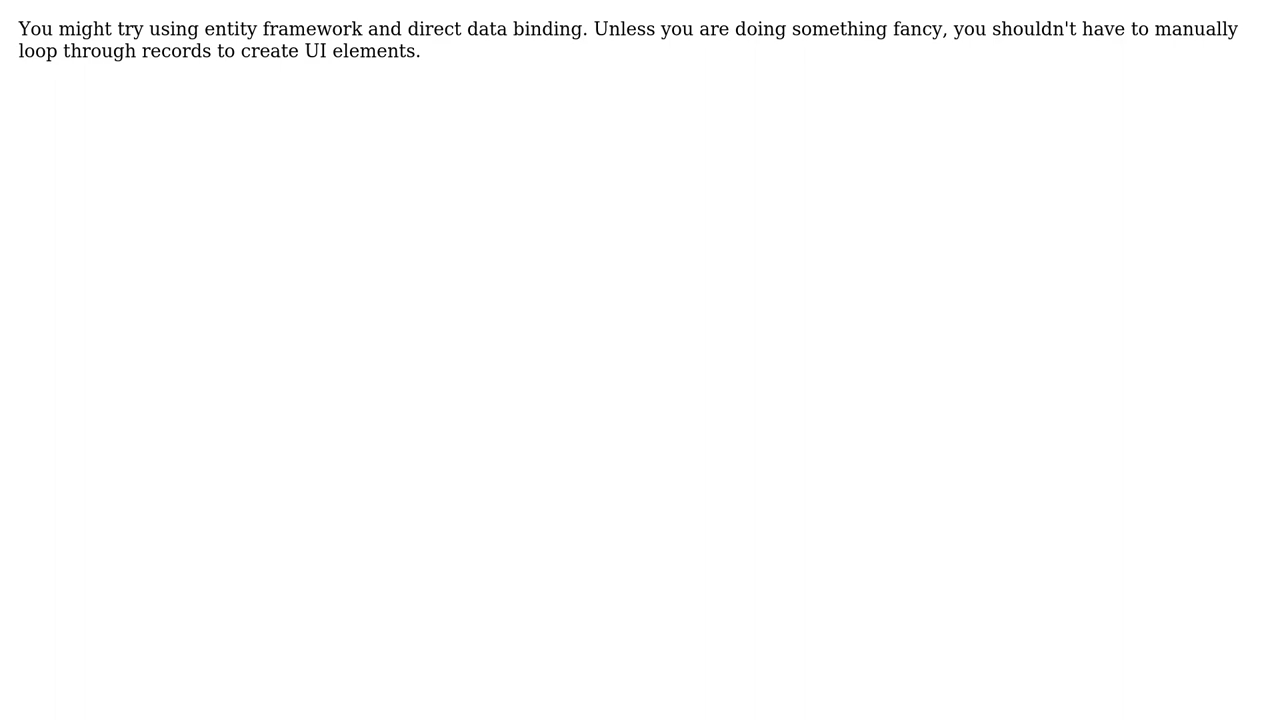 You might try using entity framework and direct data binding. Unless you are doing something fancy, you shouldn't have to manually
loop through records to create UI elements.